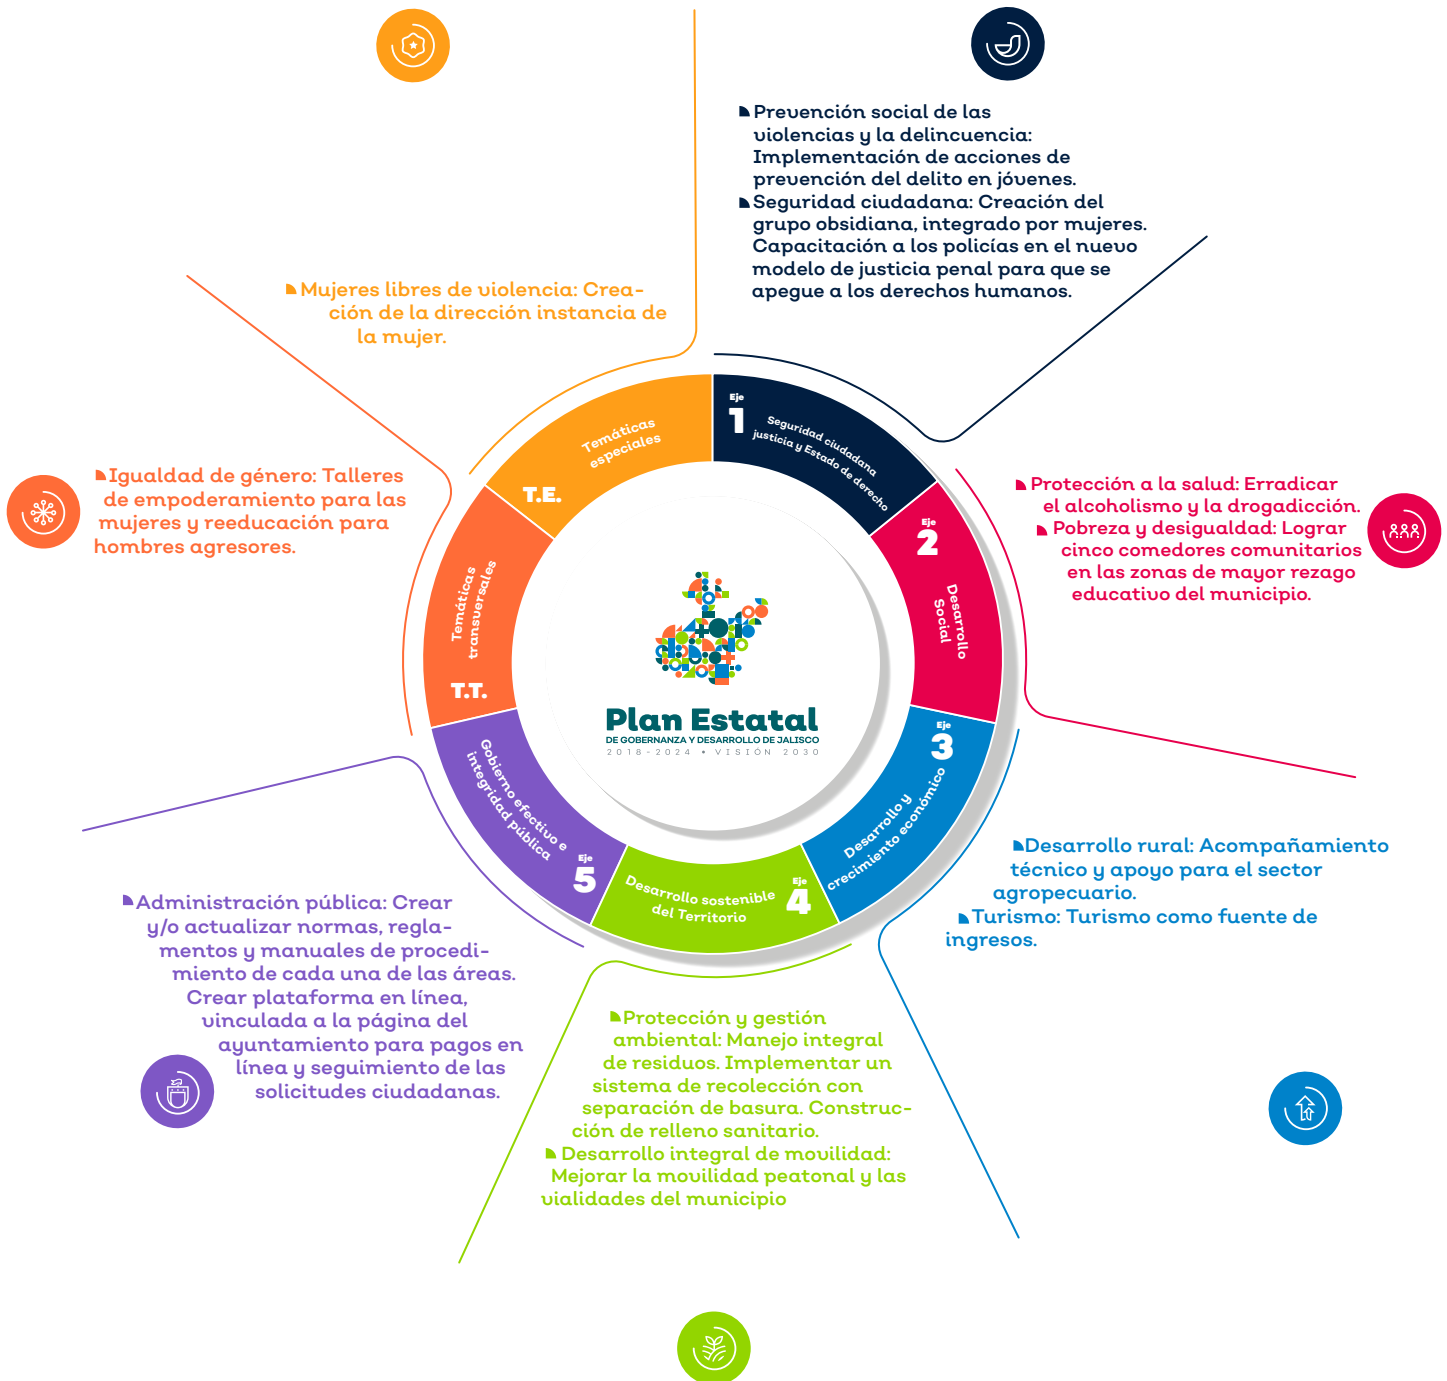 Prevención social de las
violencias y la delincuencia:
Implementación de acciones de
prevención del delito en jóvenes.
Seguridad ciudadana: Creación del
grupo obsidiana, integrado por mujeres.
Capacitación a los policías en el nuevo
modelo de justicia penal para que se
apegue a los derechos humanos.
Mujeres libres de violencia: Crea-
ción de la dirección instancia de
la mujer.
Igualdad de género: Talleres
de empoderamiento para las
mujeres y reeducación para
hombres agresores.
Protección a la salud: Erradicar
el alcoholismo y la drogadicción.
Pobreza y desigualdad: Lograr
cinco comedores comunitarios
en las zonas de mayor rezago
educativo del municipio.
Eje
1
Seguridad ciudadana
justicia y Estado de derecho
Eje
2
Desarrollo
Social
Eje
3
Desarrollo y
crecimiento económico
Eje
4
Desarrollo sostenible
del Territorio
Eje
5
Gobierno efectivo e
integridad pública
T.T.
Temáticas
transversales
T.E.
Temáticas
especiales
Plan Estatal
DE GOBERNANZA Y DESARROLLO DE JALISCO
2018-2024 • VISIÓN 2030
Desarrollo rural: Acompañamiento
técnico y apoyo para el sector
agropecuario.
Turismo: Turismo como fuente de
ingresos.
Administración pública: Crear
y/o actualizar normas, regla-
mentos y manuales de procedi-
miento de cada una de las áreas.
Crear plataforma en línea,
vinculada a la página del
ayuntamiento para pagos en
línea y seguimiento de las
solicitudes ciudadanas.
Protección y gestión
ambiental: Manejo integral
de residuos. Implementar un
sistema de recolección con
separación de basura. Construc-
ción de relleno sanitario.
Desarrollo integral de movilidad:
Mejorar la movilidad peatonal y las
vialidades del municipio